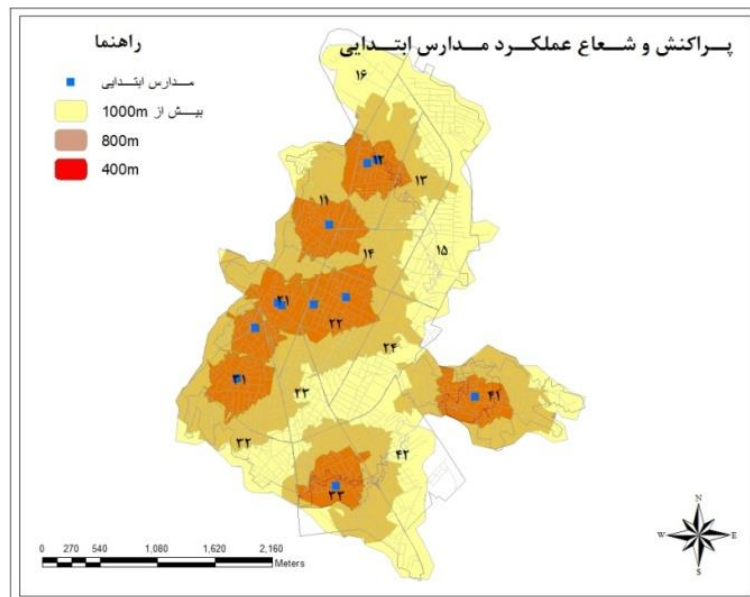 پراکنش و شعاع عملکرد مدارس ابتدایی
راهنما
مدارس ابتدایی
بیش از 1000m
800m
400m
۱۶
۱۲
۱۳
۱۱
۱۴
۱۵
۲۱
۲۲
۲۴
۳۱
۲۳
۴۱
۳۲
۴۲
۳۳
0 270 540 1,080 1,620 2,160
Meters
N
W E
S